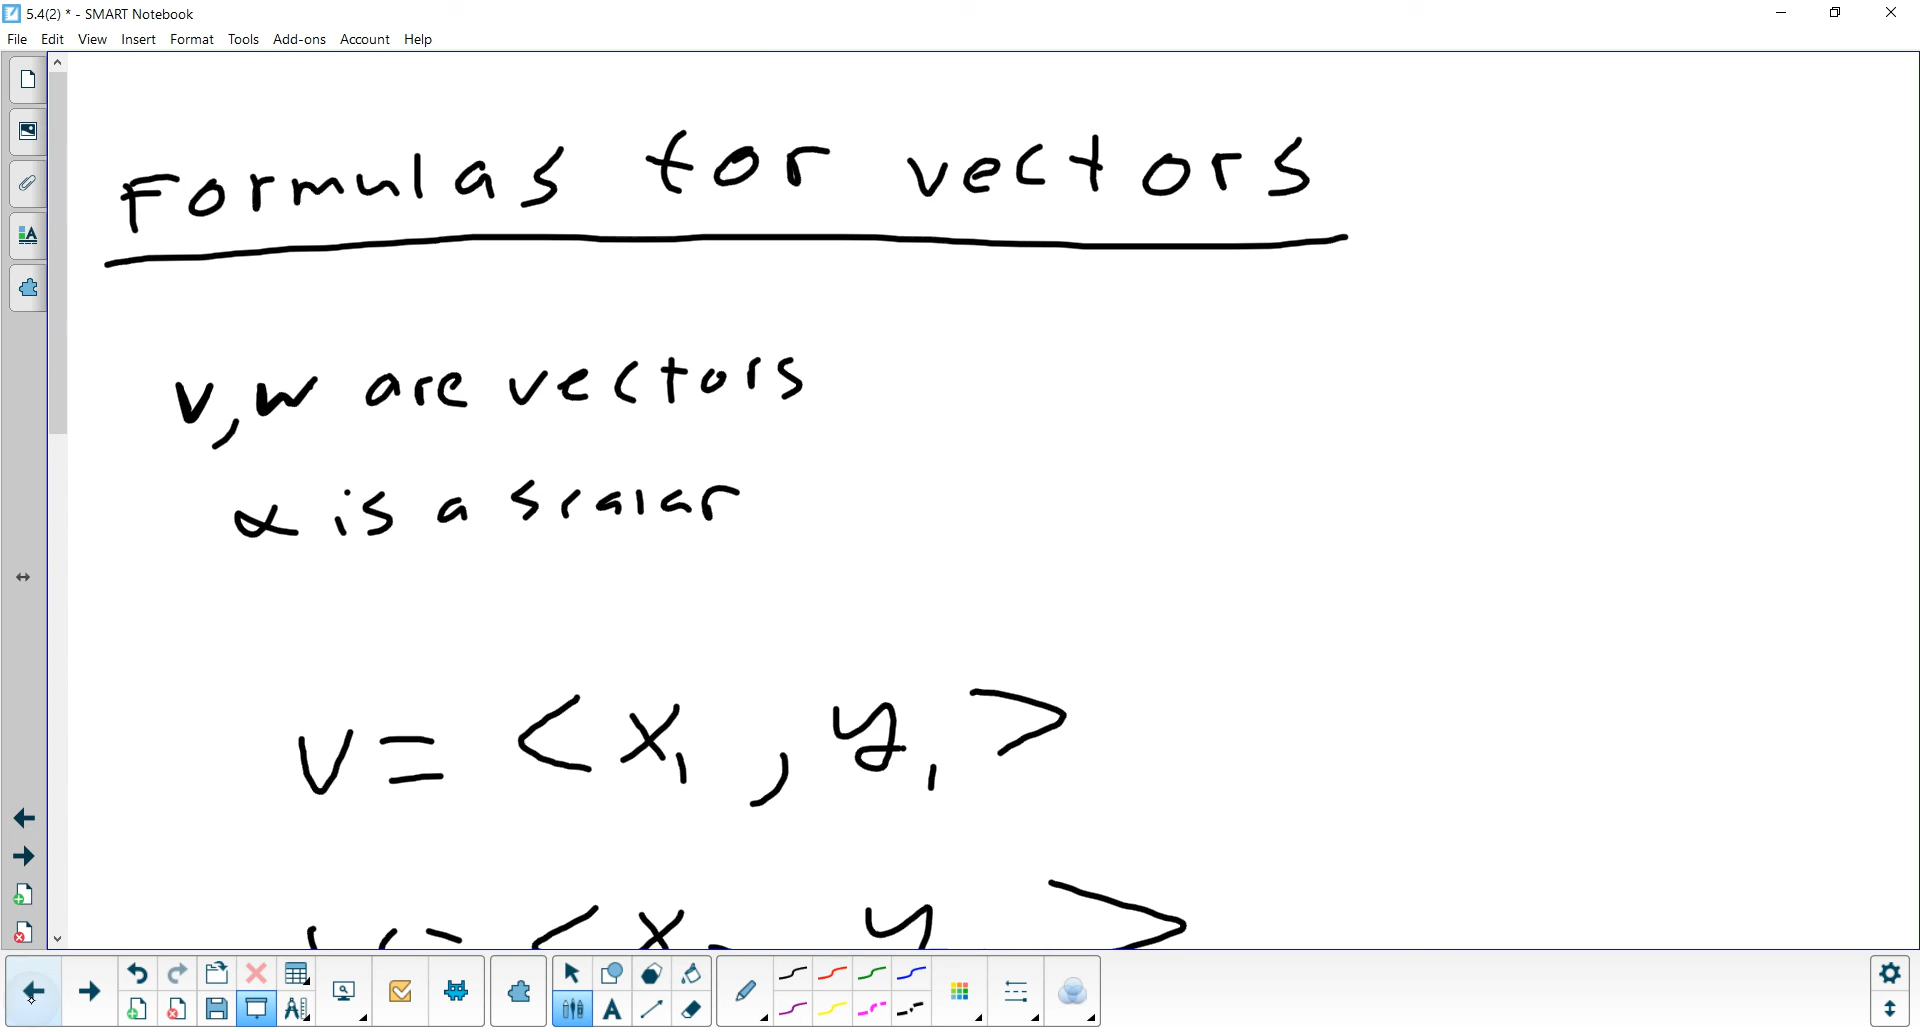 5.4(2) * - SMART Notebook
File Edit View Insert Format Tools Add-ons Account Help
Formulas for vectors
v, w are vectors
α is a scalar
v = < x₁ , y₁ >